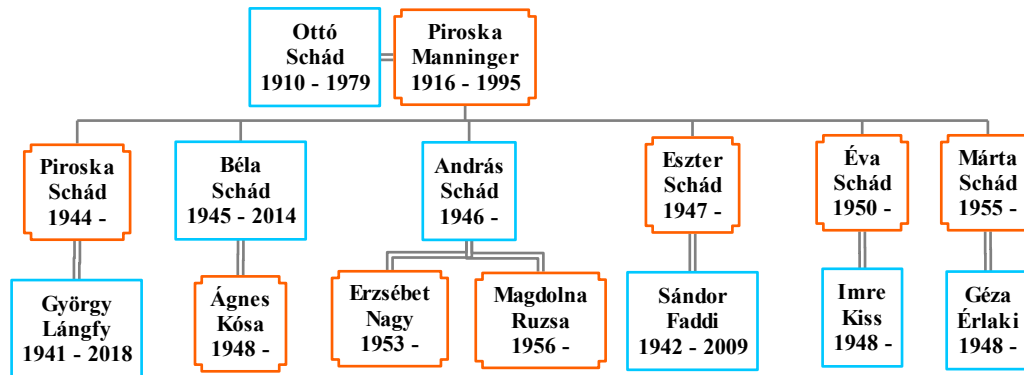 Ottó
Schád
1910 - 1979
Piroska
Manninger
1916 - 1995
Piroska
Schád
1944 -
Béla
Schád
1945 - 2014
András
Schád
1946 -
Eszter
Schád
1947 -
Éva
Schád
1950 -
Márta
Schád
1955 -
György
Lángfy
1941 - 2018
Ágnes
Kósa
1948 -
Erzsébet
Nagy
1953 -
Magdolna
Ruzsa
1956 -
Sándor
Faddi
1942 - 2009
Imre
Kiss
1948 -
Géza
Érlaki
1948 -